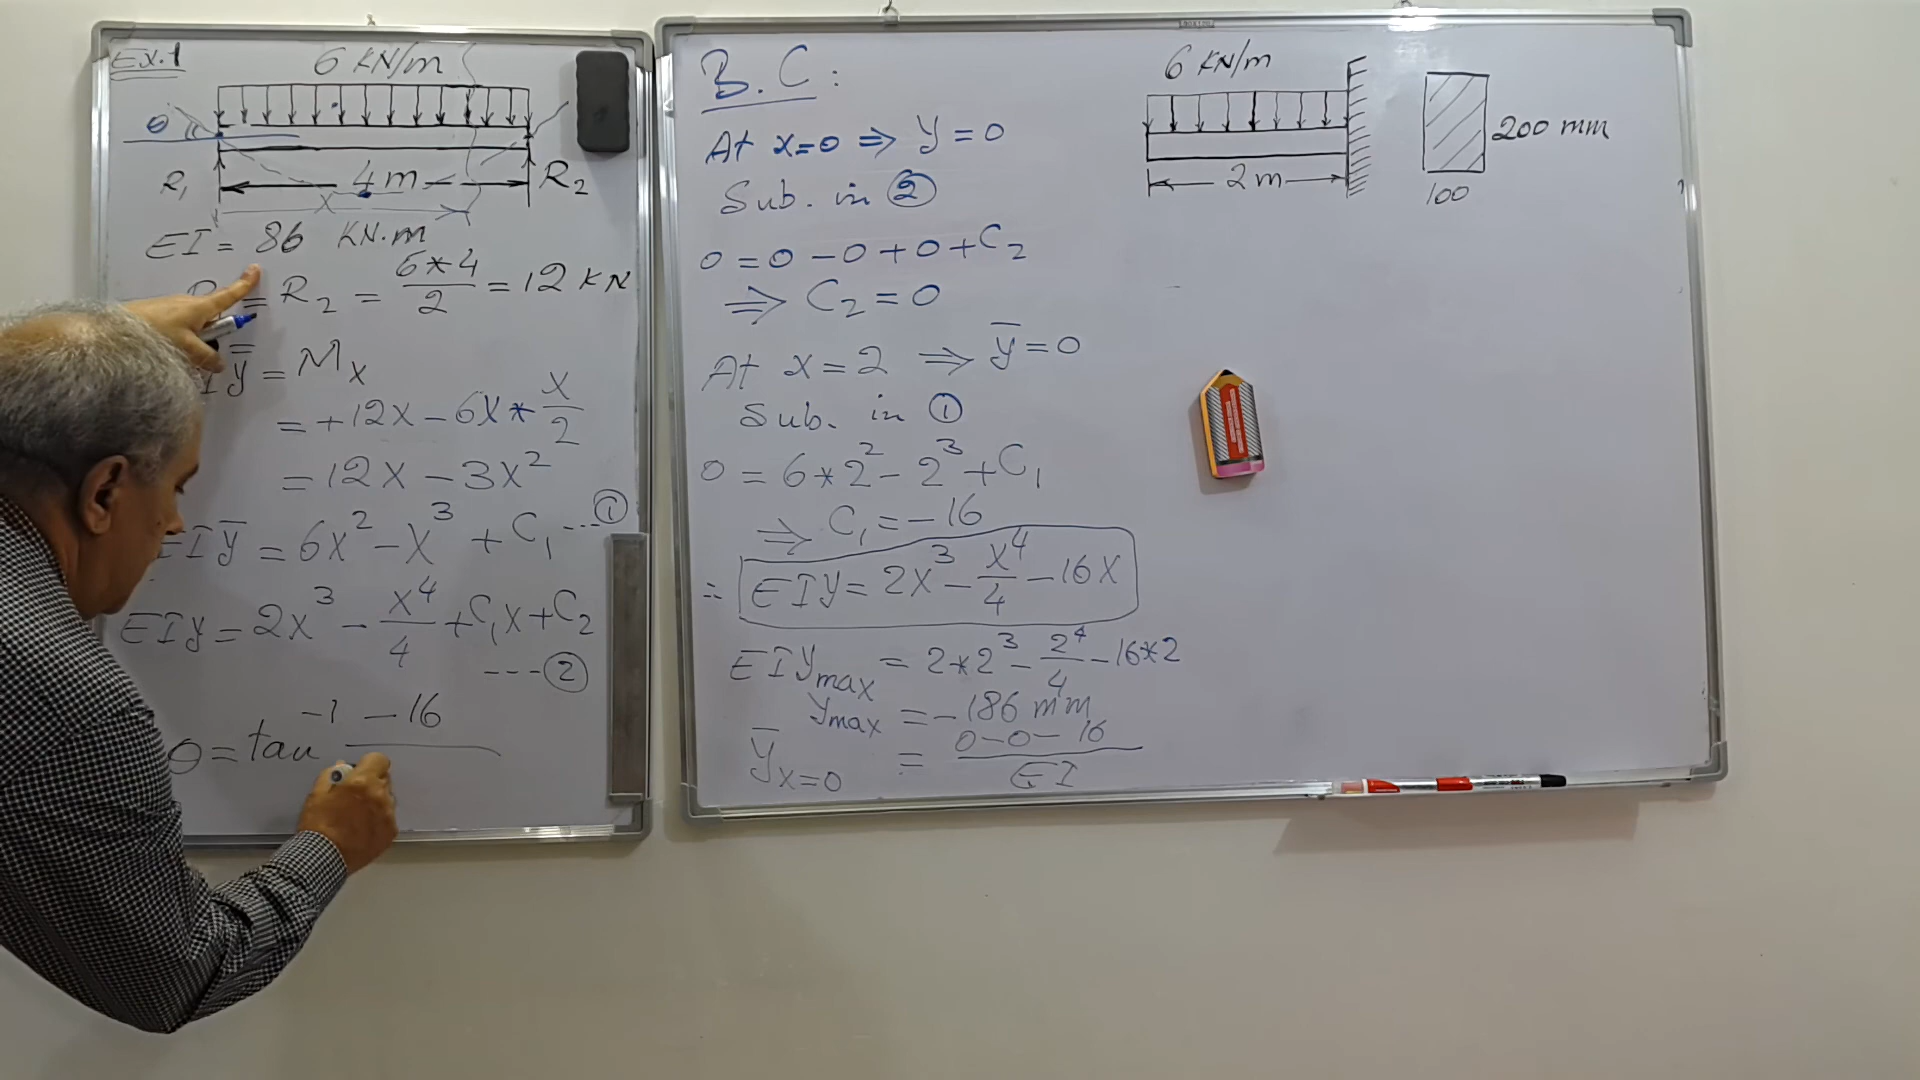 Ex.1
6 KN/m
θ
R₁
4 m
R₂
x
EI = 86 KN.m
= R₂ = 6*4/2 = 12 KN
I ȳ = Mx
= +12x - 6x * x/2
= 12x - 3x²
EI ȳ = 6x² - x³ + C₁ ---①
EIy = 2x³ - x⁴/4 + C₁x + C₂
---②
θ = tan⁻¹ -16
B.C:
At x=0 ⇒ y=0
Sub. in ②
0 = 0 - 0 + 0 + C₂
⇒ C₂ = 0
At x = 2 ⇒ ȳ = 0
Sub. in ①
0 = 6*2² - 2³ + C₁
⇒ C₁ = -16
∴ EIy = 2x³ - x⁴/4 - 16x
EIymax = 2*2³ - 2⁴/4 - 16*2
ymax = -186 mm
ȳx=0 = 0-0-16/EI
6 KN/m
2 m
200 mm
100